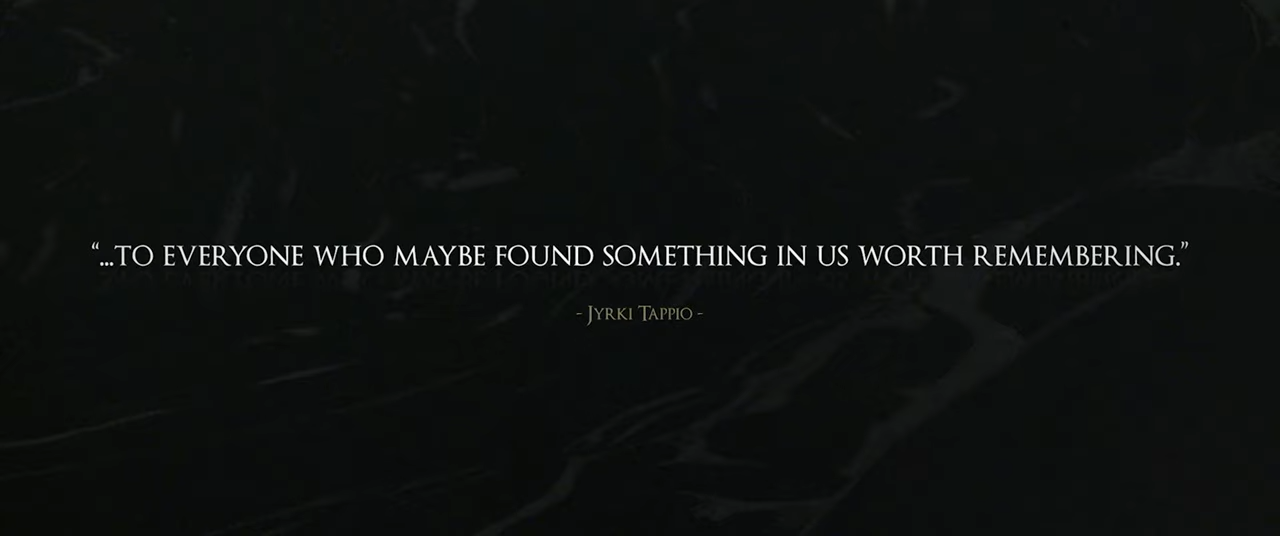 “...TO EVERYONE WHO MAYBE FOUND SOMETHING IN US WORTH REMEMBERING.”
- JYRKI TAPPIO -